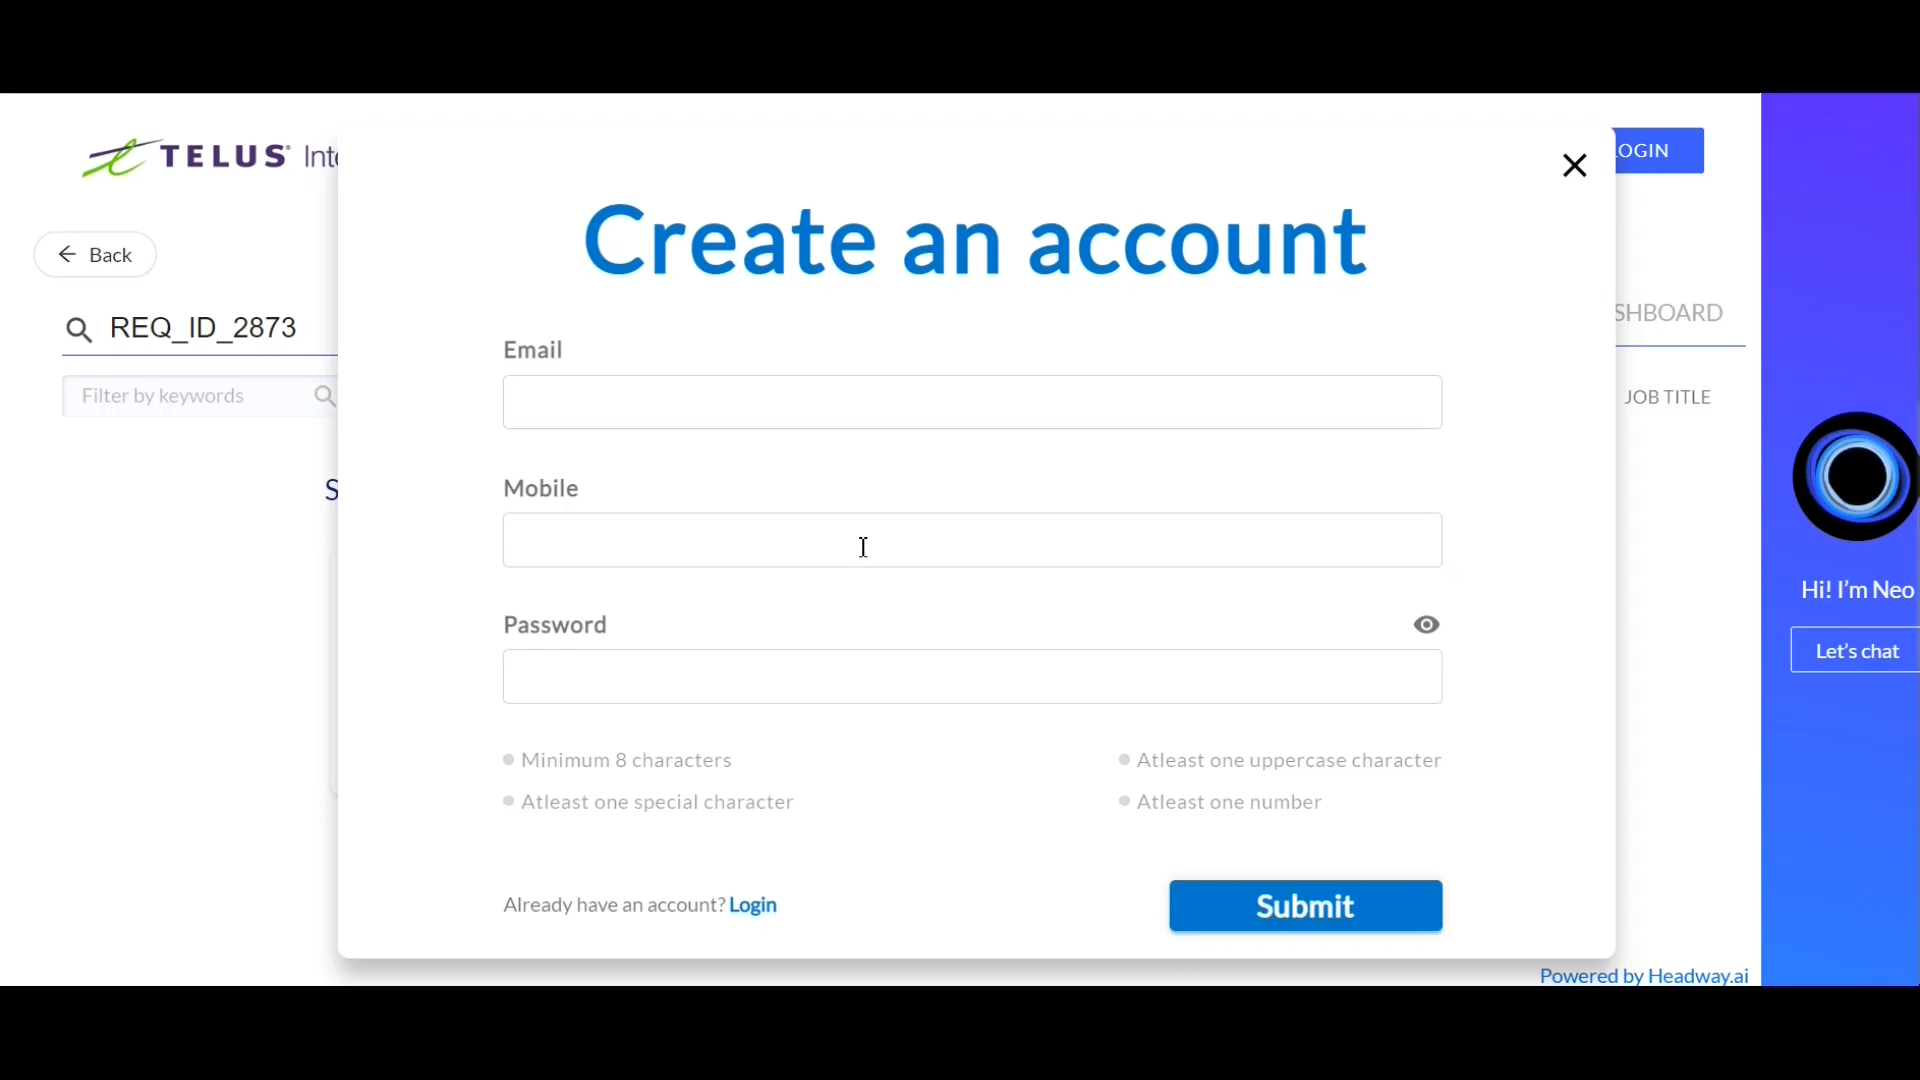 TELUS Inte
LOGIN
Create an account
Back
REQ_ID_2873
SHBOARD
Email
Filter by keywords
JOB TITLE
Mobile
S
Hi! I'm Neo
Password
Let's chat
Minimum 8 characters
Atleast one uppercase character
Atleast one special character
Atleast one number
Already have an account? Login
Submit
Powered by Headway.ai